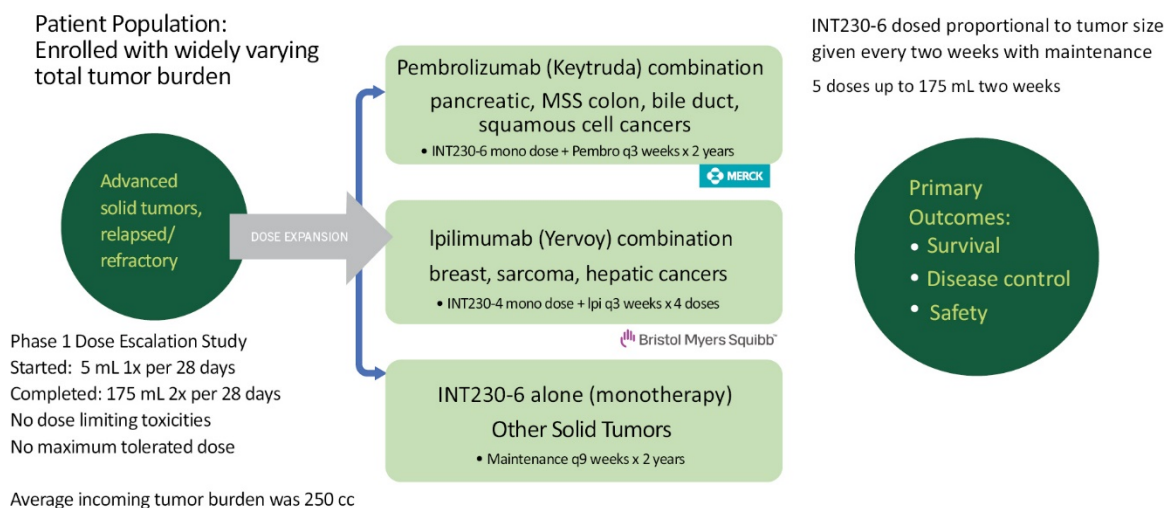 Patient Population:
Enrolled with widely varying
total tumor burden
Advanced
solid tumors,
relapsed/
refractory
DOSE EXPANSION
Phase 1 Dose Escalation Study
Started: 5 mL 1x per 28 days
Completed: 175 mL 2x per 28 days
No dose limiting toxicities
No maximum tolerated dose
Average incoming tumor burden was 250 cc
Pembrolizumab (Keytruda) combination
pancreatic, MSS colon, bile duct,
squamous cell cancers
• INT230-6 mono dose + Pembro q3 weeks x 2 years
MERCK
Ipilimumab (Yervoy) combination
breast, sarcoma, hepatic cancers
• INT230-4 mono dose + Ipi q3 weeks x 4 doses
Bristol Myers Squibb™
INT230-6 alone (monotherapy)
Other Solid Tumors
• Maintenance q9 weeks x 2 years
INT230-6 dosed proportional to tumor size
given every two weeks with maintenance
5 doses up to 175 mL two weeks
Primary
Outcomes:
• Survival
• Disease control
• Safety